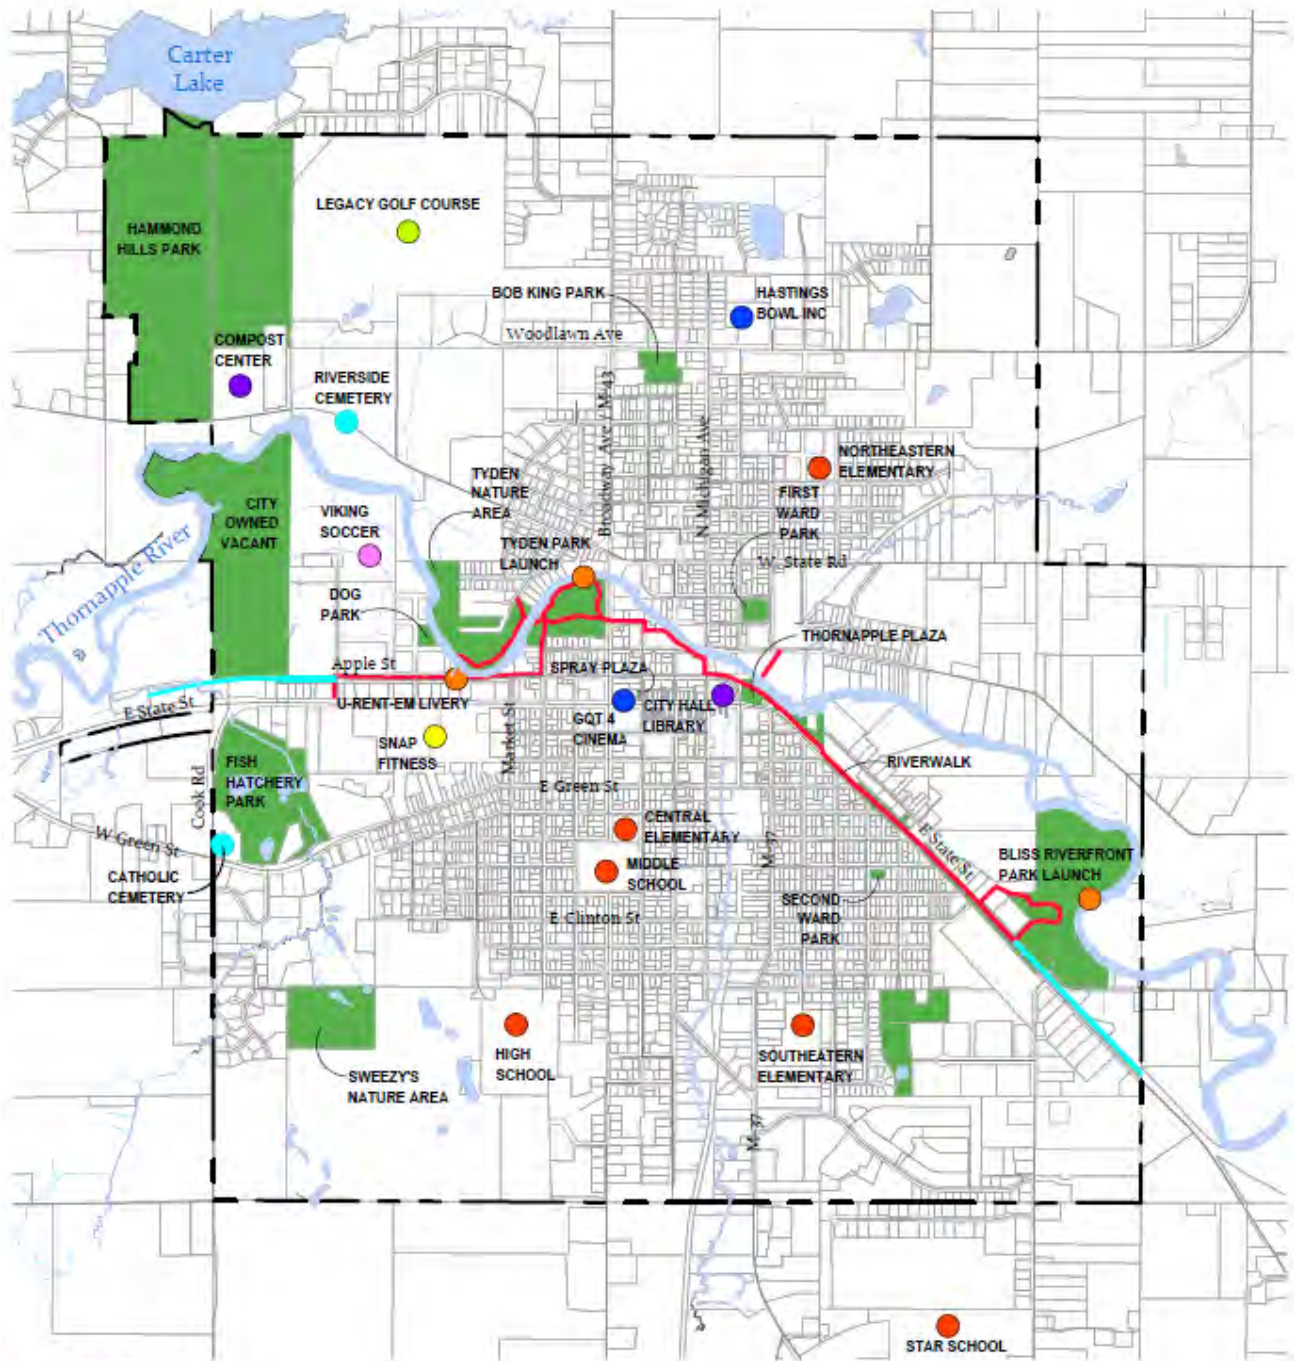 Carter
Lake
LEGACY GOLF COURSE
HAMMOND
HILLS PARK
BOB KING PARK
HASTINGS
BOWL INC
Woodlawn Ave
COMPOST
CENTER
RIVERSIDE
CEMETERY
Broadway Ave / M-43
N Michigan Ave
NORTHEASTERN
ELEMENTARY
TYDEN
NATURE
AREA
FIRST
WARD
PARK
CITY
OWNED
VACANT
VIKING
SOCCER
TYDEN PARK
LAUNCH
W. State Rd
Thornapple River
DOG
PARK
THORNAPPLE PLAZA
Apple St
SPRAY PLAZA
E State St
U-RENT-EM LIVERY
GQT 4
CINEMA
CITY HALL
LIBRARY
Market St
SNAP
FITNESS
RIVERWALK
FISH
HATCHERY
PARK
E Green St
Cook Rd
CENTRAL
ELEMENTARY
W Green St
M-37
E State St
BLISS RIVERFRONT
PARK LAUNCH
MIDDLE
SCHOOL
CATHOLIC
CEMETERY
SECOND
WARD
PARK
E Clinton St
HIGH
SCHOOL
SOUTHEATERN
ELEMENTARY
SWEEZY'S
NATURE AREA
M-37
STAR SCHOOL